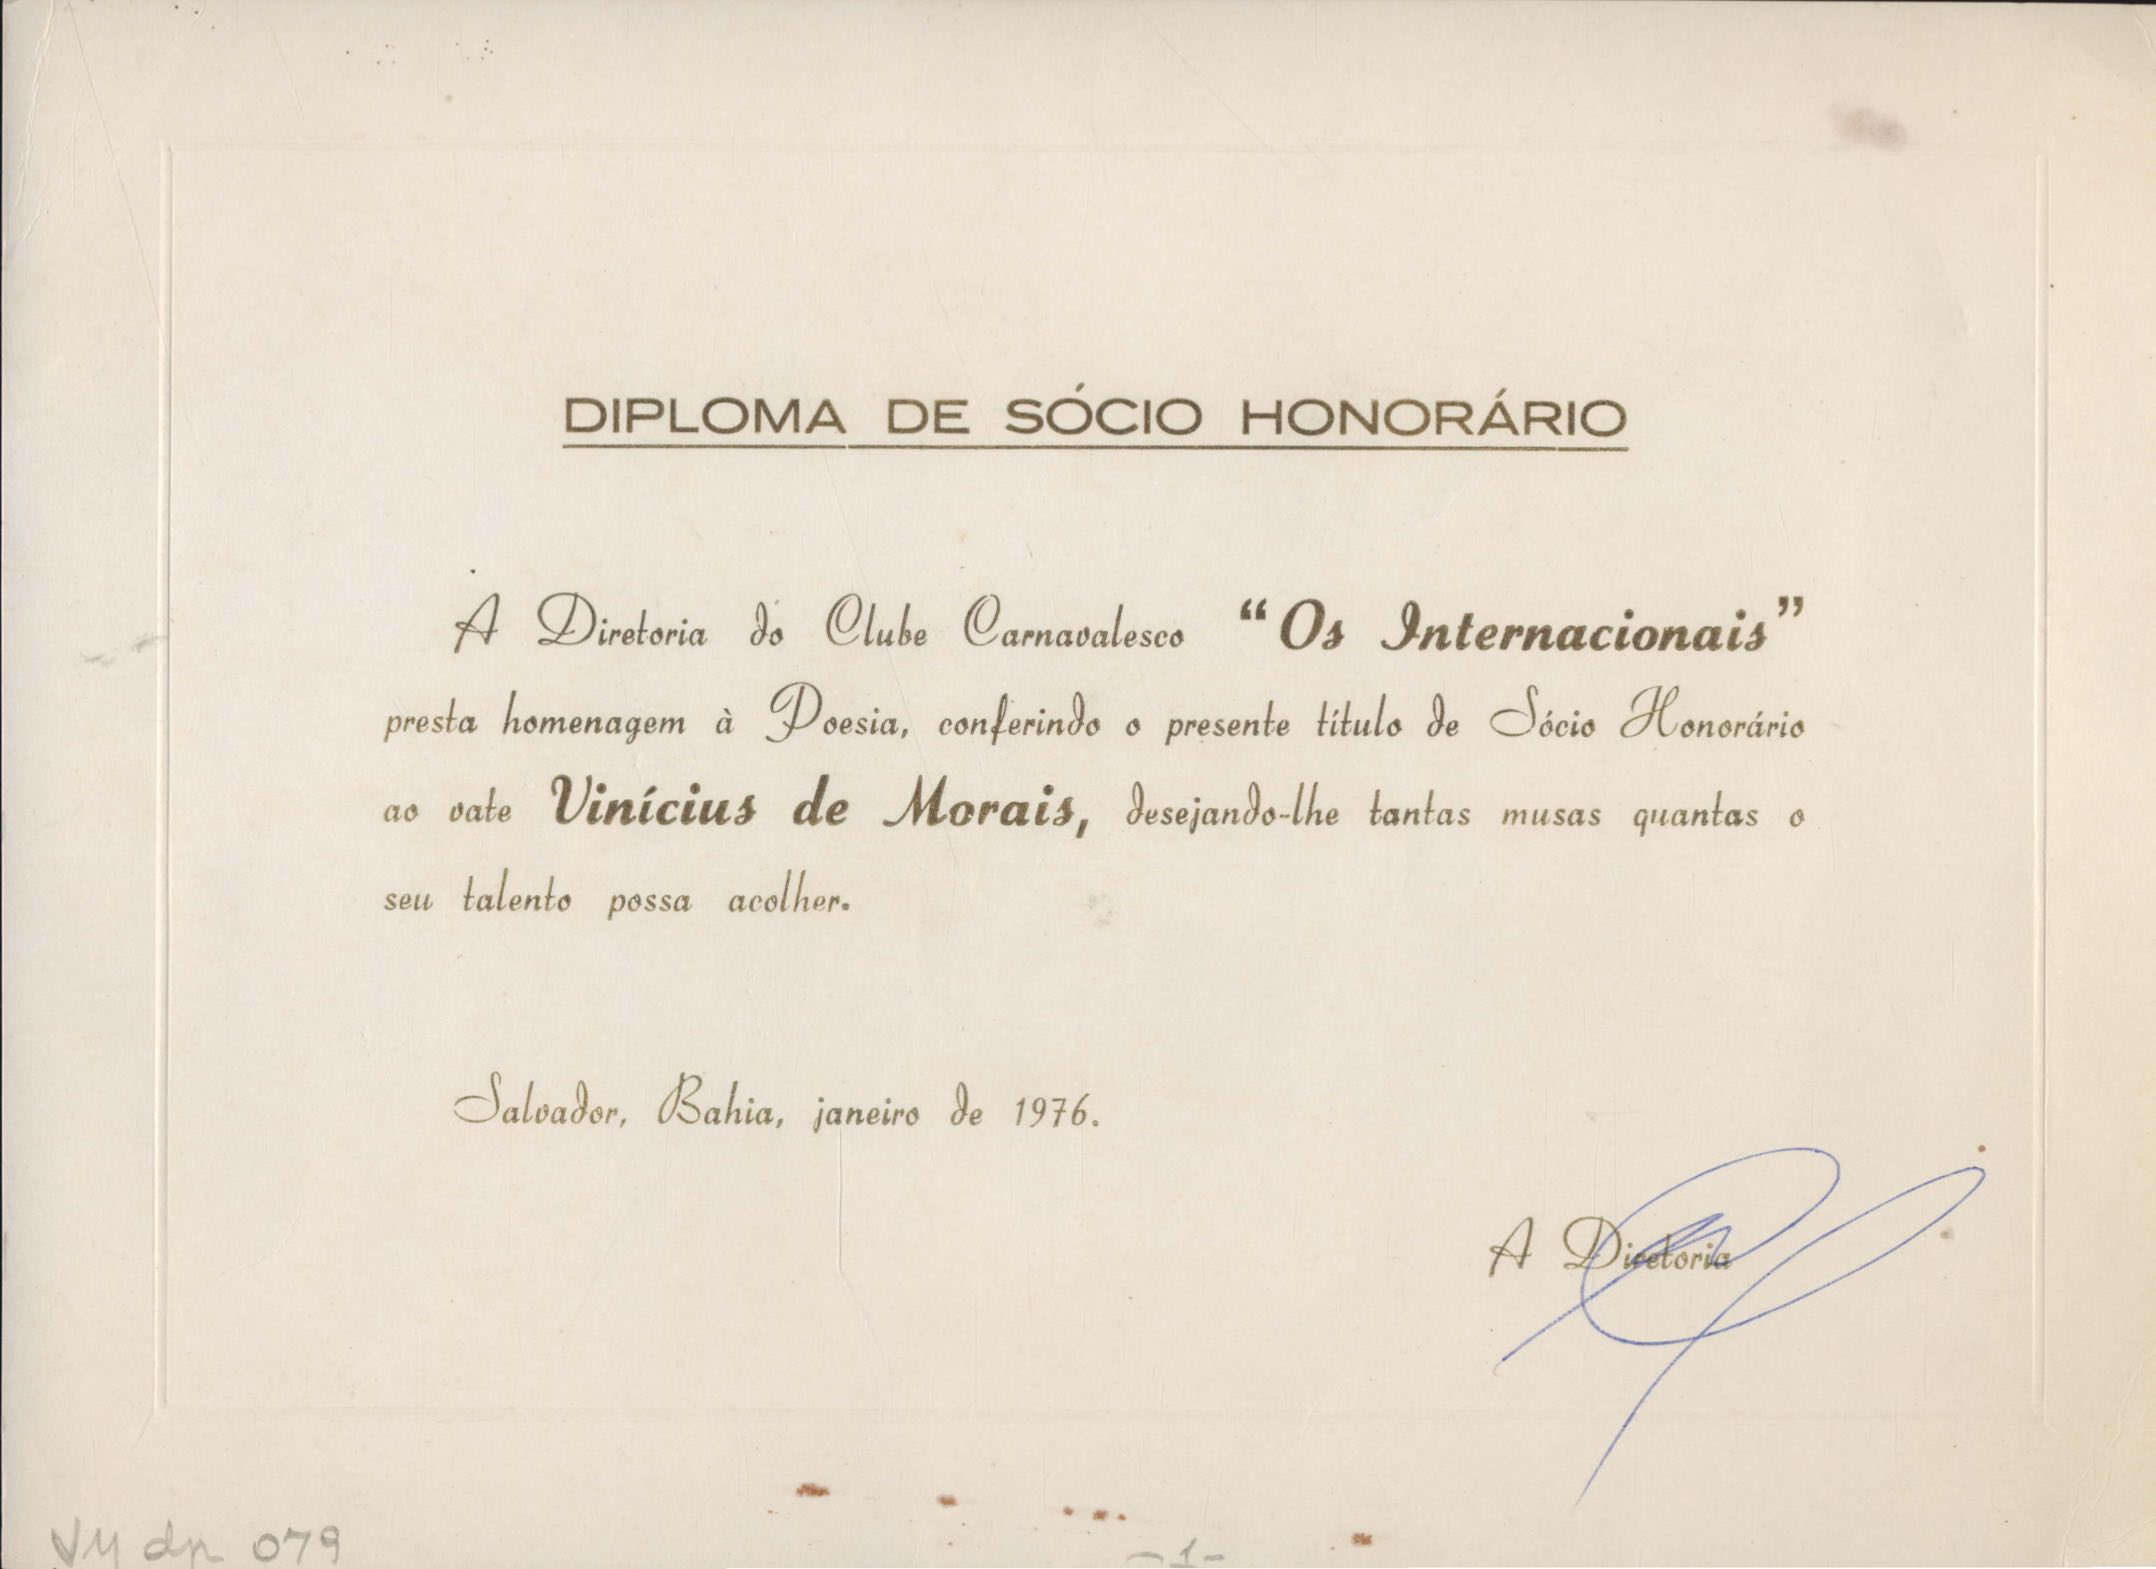 DIPLOMA DE SÓCIO HONORÁRIO
A Diretoria do Clube Carnavalesco “Os Internacionais”
presta homenagem à Poesia, conferindo o presente título de Sócio Honorário
ao vate Vinícius de Morais, desejando-lhe tantas musas quantas o
seu talento possa acolher.
Salvador, Bahia, janeiro de 1976.
A Diretoria
VM dp 079
-1-